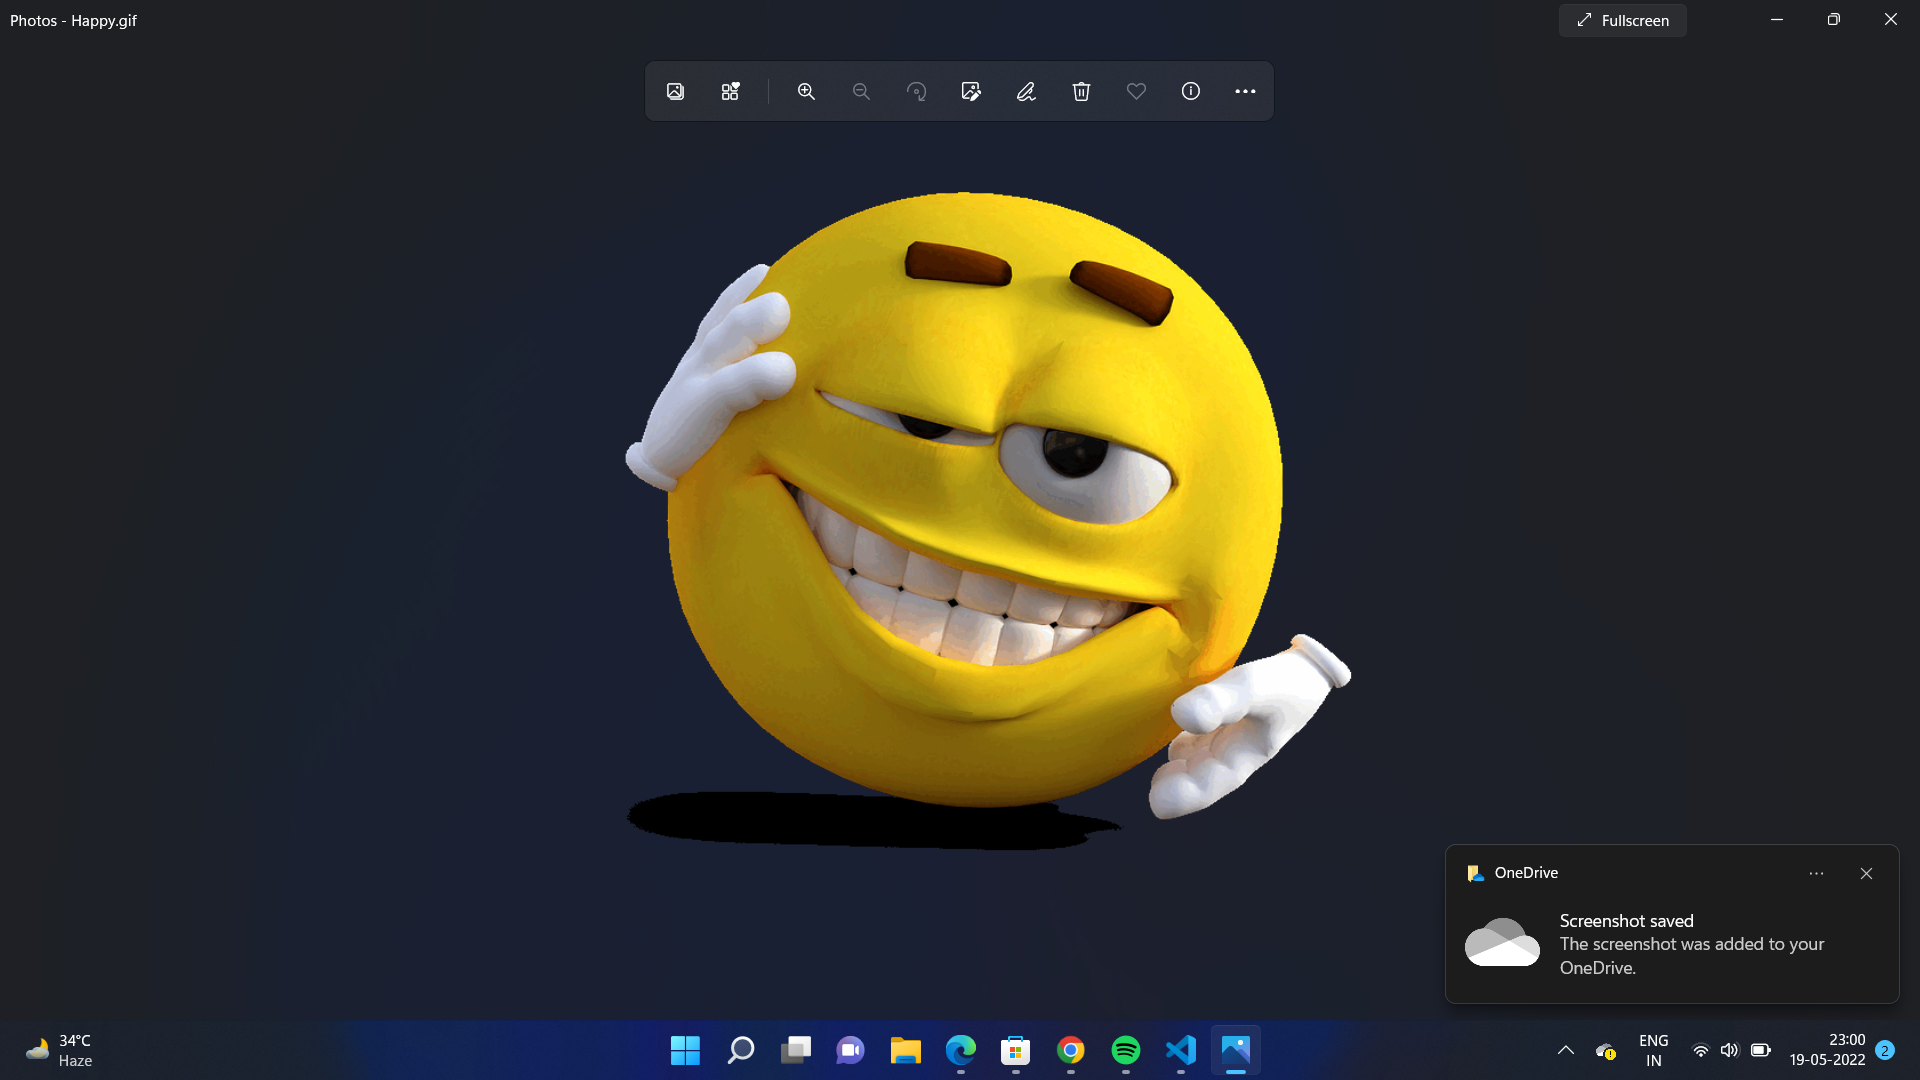 Photos - Happy.gif
Fullscreen
OneDrive
Screenshot saved
The screenshot was added to your
OneDrive.
34°C
Haze
ENG
IN
23:00
19-05-2022
2